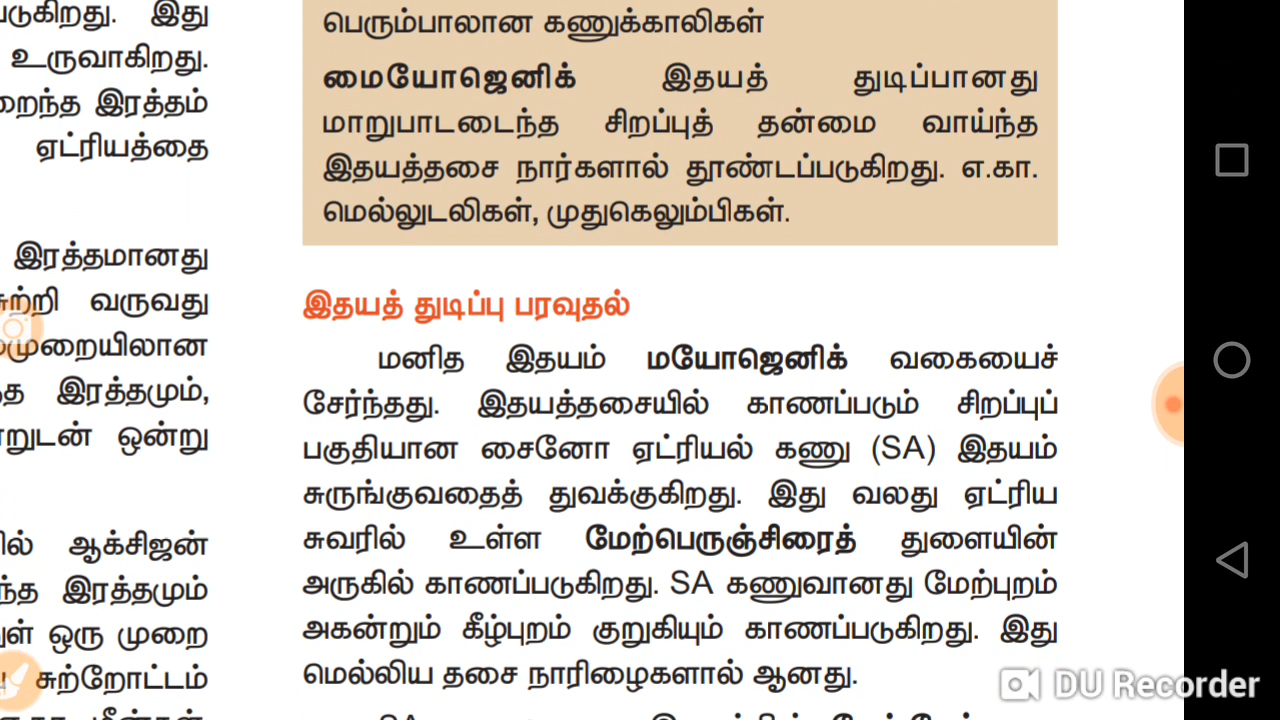 படுகிறது. இது
உருவாகிறது.
றைந்த இரத்தம்
ஏட்ரியத்தை
இரத்தமானது
சுற்றி வருவது
முறையிலான
இரத்தமும்,
றுடன் ஒன்று
ில் ஆக்சிஜன்
ந்த இரத்தமும்
ள் ஒரு முறை
சுற்றோட்டம்
பெரும்பாலான கணுக்காலிகள்
மையோஜெனிக் இதயத் துடிப்பானது
மாறுபாடடைந்த சிறப்புத் தன்மை வாய்ந்த
இதயத்தசை நார்களால் தூண்டப்படுகிறது. எ.கா.
மெல்லுடலிகள், முதுகெலும்பிகள்.
இதயத் துடிப்பு பரவுதல்
மனித இதயம் மயோஜெனிக் வகையைச்
சேர்ந்தது. இதயத்தசையில் காணப்படும் சிறப்புப்
பகுதியான சைனோ ஏட்ரியல் கணு (SA) இதயம்
சுருங்குவதைத் துவக்குகிறது. இது வலது ஏட்ரிய
சுவரில் உள்ள மேற்பெருஞ்சிரைத் துளையின்
அருகில் காணப்படுகிறது. SA கணுவானது மேற்புறம்
அகன்றும் கீழ்புறம் குறுகியும் காணப்படுகிறது. இது
மெல்லிய தசை நாரிழைகளால் ஆனது.
DU Recorder